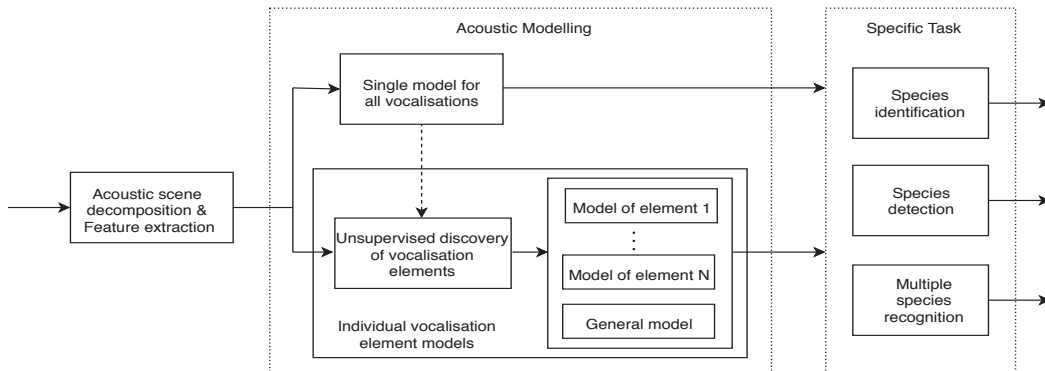 Acoustic Modelling
Specific Task
Single model for
all vocalisations
Species
identification
Acoustic scene
decomposition &
Feature extraction
Unsupervised discovery
of vocalisation
elements
Model of element 1
Model of element N
General model
Individual vocalisation
element models
Species
detection
Multiple
species
recognition